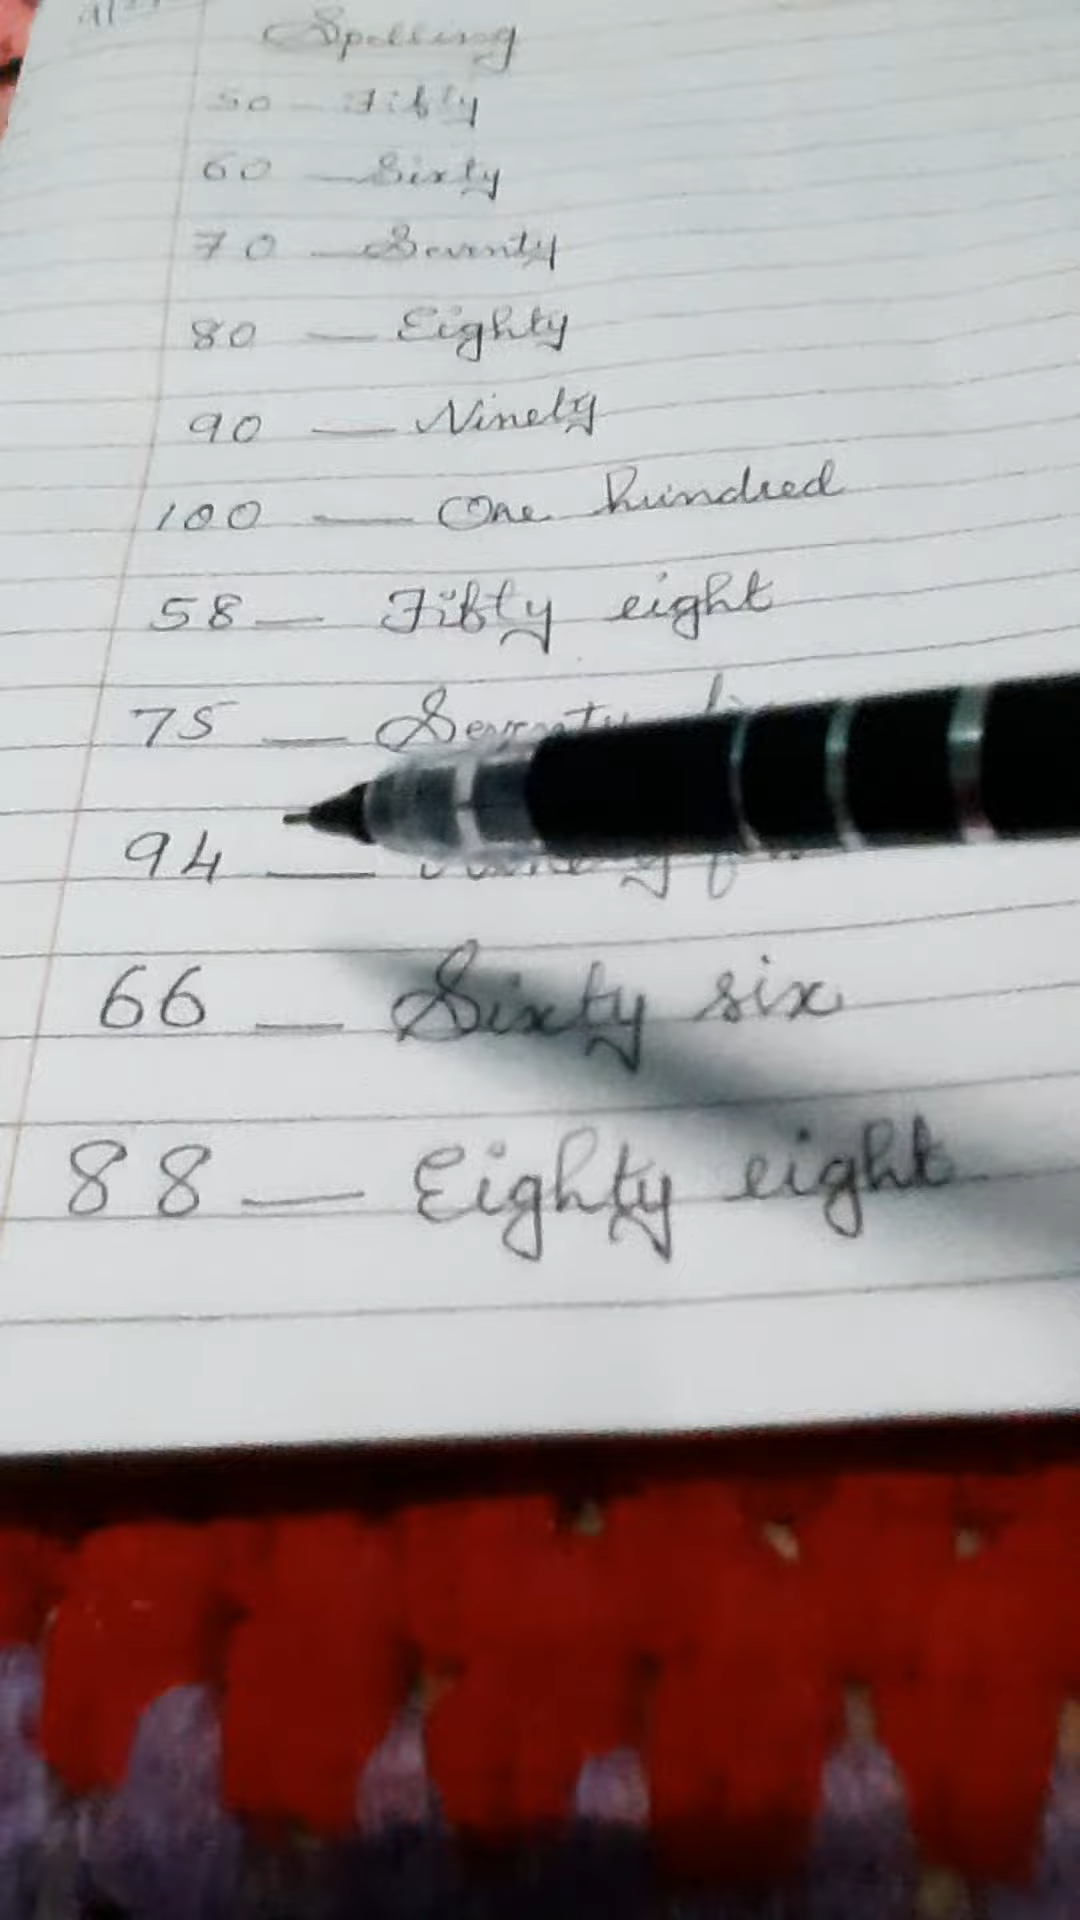 Spelling
50 - Fifty
60 - Sixty
70 - Seventy
80 - Eighty
90 - Ninety
100 - One hundred
58 - Fifty eight
75 - Seventy
94 -
66 - Sixty six
88 - Eighty eight